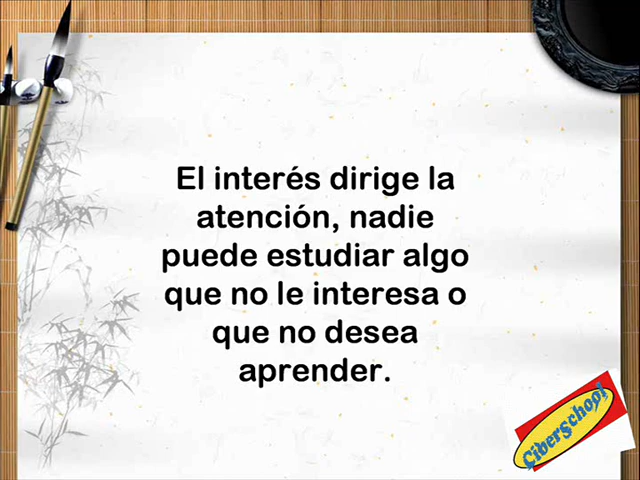 El interés dirige la
atención, nadie
puede estudiar algo
que no le interesa o
que no desea
aprender.
CiberSchool